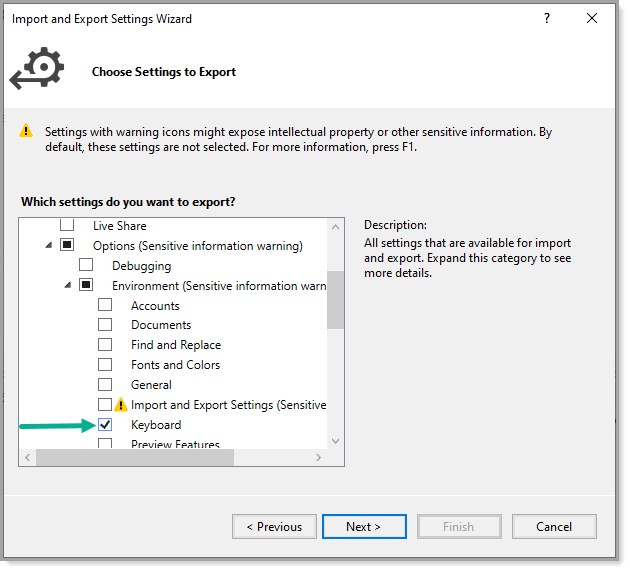 Import and Export Settings Wizard
?
Choose Settings to Export
Settings with warning icons might expose intellectual property or other sensitive information. By
default, these settings are not selected. For more information, press F1.
Which settings do you want to export?
Live Share
Options (Sensitive information warning)
Debugging
Environment (Sensitive information warn
Accounts
Documents
Find and Replace
Fonts and Colors
General
Import and Export Settings (Sensitive
Keyboard
Preview Features
Description:
All settings that are available for import
and export. Expand this category to see
more details.
< Previous
Next >
Finish
Cancel